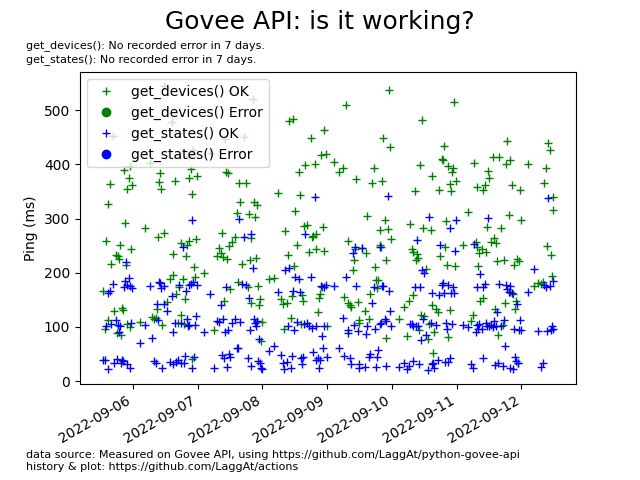 Govee API: is it working?
get_devices(): No recorded error in 7 days.
get_states(): No recorded error in 7 days.
get_devices() OK
get_devices() Error
get_states() OK
get_states() Error
Ping (ms)
500
400
300
200
100
0
2022-09-06
2022-09-07
2022-09-08
2022-09-09
2022-09-10
2022-09-11
2022-09-12
data source: Measured on Govee API, using https://github.com/LaggAt/python-govee-api
history & plot: https://github.com/LaggAt/actions